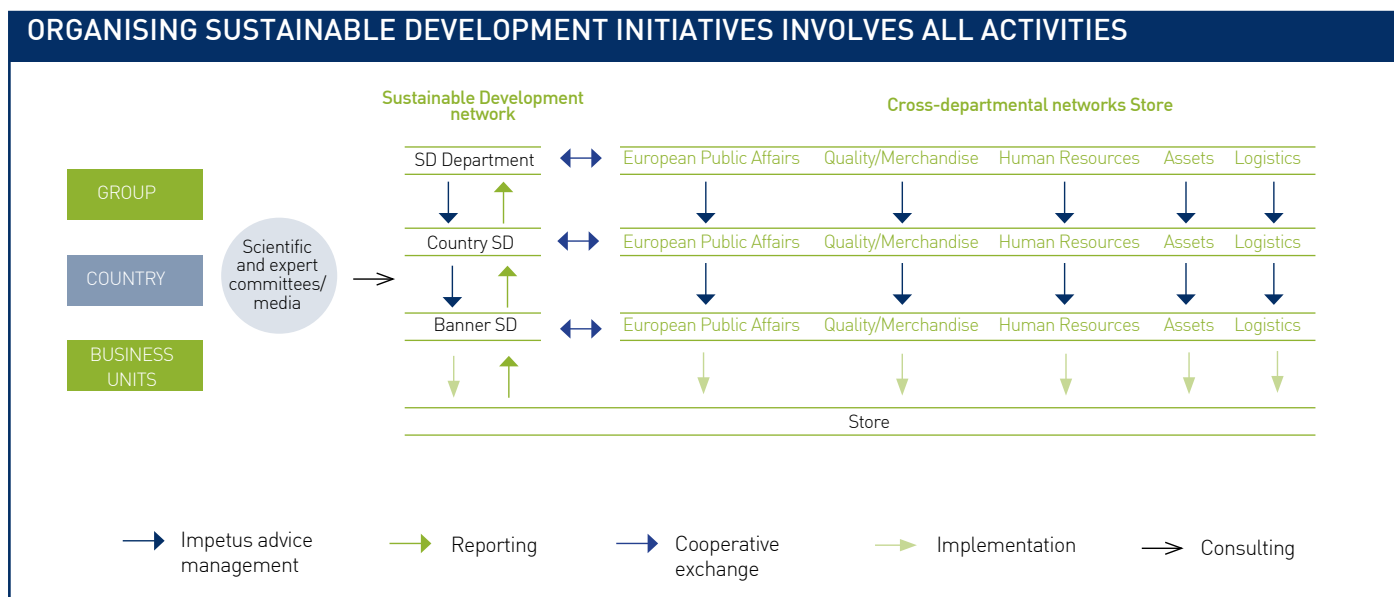 ORGANISING SUSTAINABLE DEVELOPMENT INITIATIVES INVOLVES ALL ACTIVITIES
Sustainable Development
network
Cross-departmental networks Store
GROUP
COUNTRY
BUSINESS
UNITS
Scientific
and expert
committees/
media
SD Department
European Public Affairs Quality/Merchandise Human Resources Assets Logistics
Country SD
European Public Affairs Quality/Merchandise Human Resources Assets Logistics
Banner SD
European Public Affairs Quality/Merchandise Human Resources Assets Logistics
Store
Impetus advice
management
Reporting
Cooperative
exchange
Implementation
Consulting